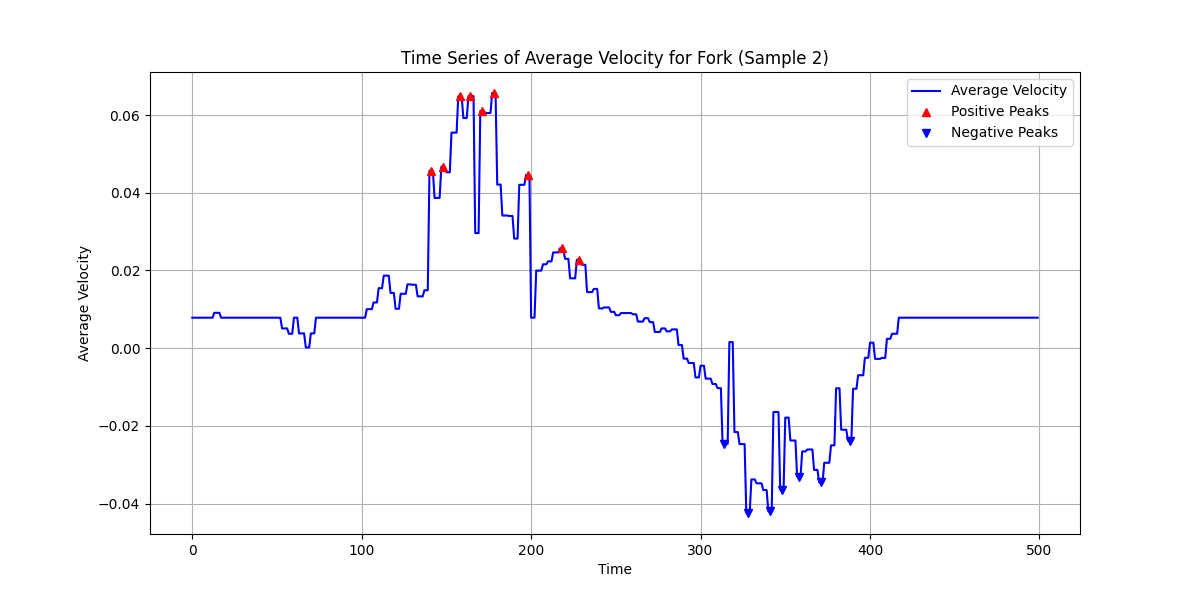 Time Series of Average Velocity for Fork (Sample 2)
Average Velocity
Positive Peaks
Negative Peaks
Average Velocity
0.06
0.04
0.02
0.00
−0.02
−0.04
0 100 200 300 400 500
Time